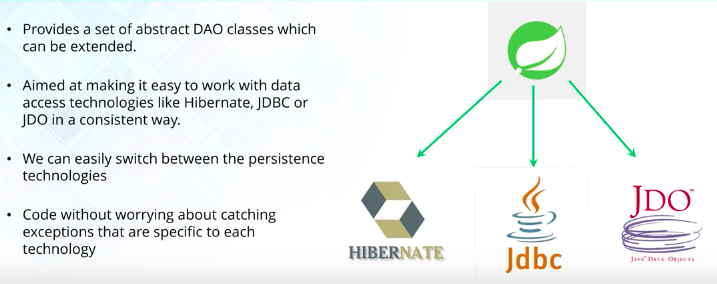 • Provides a set of abstract DAO classes which
can be extended.
• Aimed at making it easy to work with data
access technologies like Hibernate, JDBC or
JDO in a consistent way.
• We can easily switch between the persistence
technologies
• Code without worrying about catching
exceptions that are specific to each
technology
HIBERNATE
Jdbc
JDO™
JAVA™ DATA OBJECTS